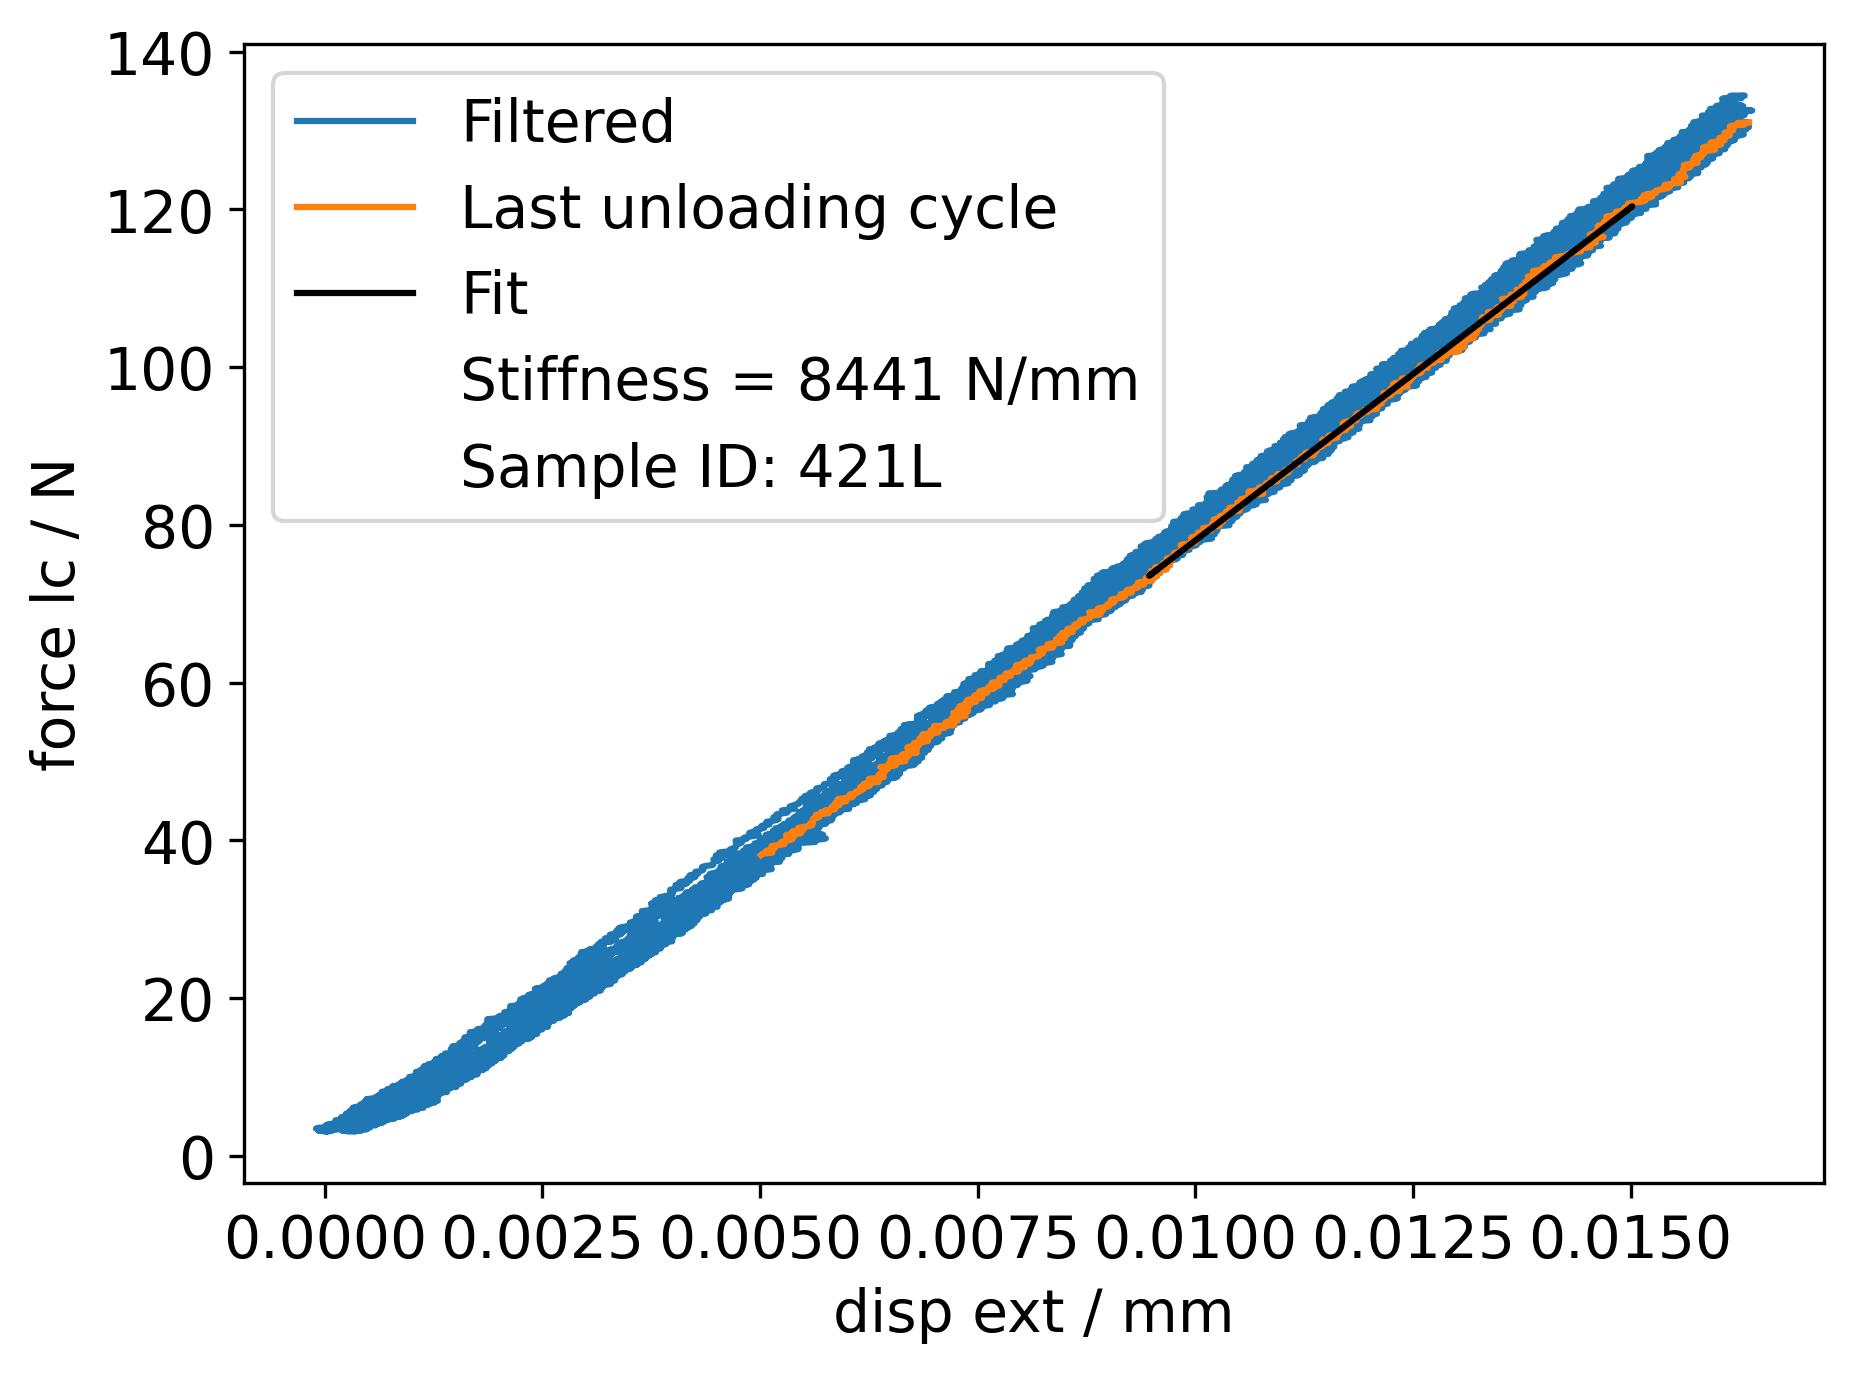 140
120
100
80
60
40
20
0
force lc / N
Filtered
Last unloading cycle
Fit
Stiffness = 8441 N/mm
Sample ID: 421L
0.0000 0.0025 0.0050 0.0075 0.0100 0.0125 0.0150
disp ext / mm